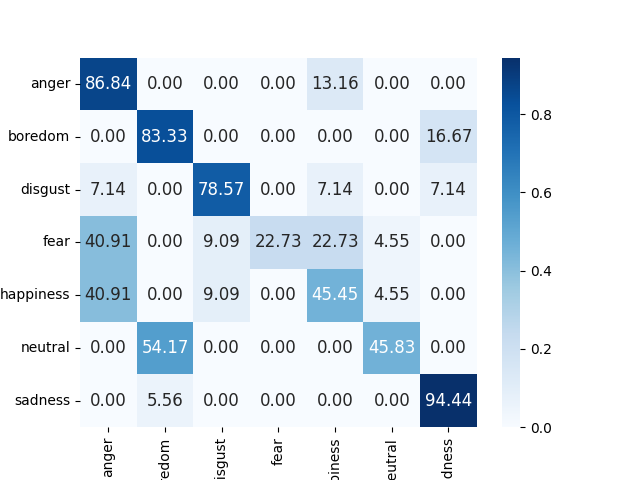 anger 86.84 0.00 0.00 0.00 13.16 0.00 0.00
boredom 0.00 83.33 0.00 0.00 0.00 0.00 16.67
disgust 7.14 0.00 78.57 0.00 7.14 0.00 7.14
fear 40.91 0.00 9.09 22.73 22.73 4.55 0.00
happiness 40.91 0.00 9.09 0.00 45.45 4.55 0.00
neutral 0.00 54.17 0.00 0.00 0.00 45.83 0.00
sadness 0.00 5.56 0.00 0.00 0.00 0.00 94.44
anger redom isgust fear piness eutral dness
0.8
0.6
0.4
0.2
0.0